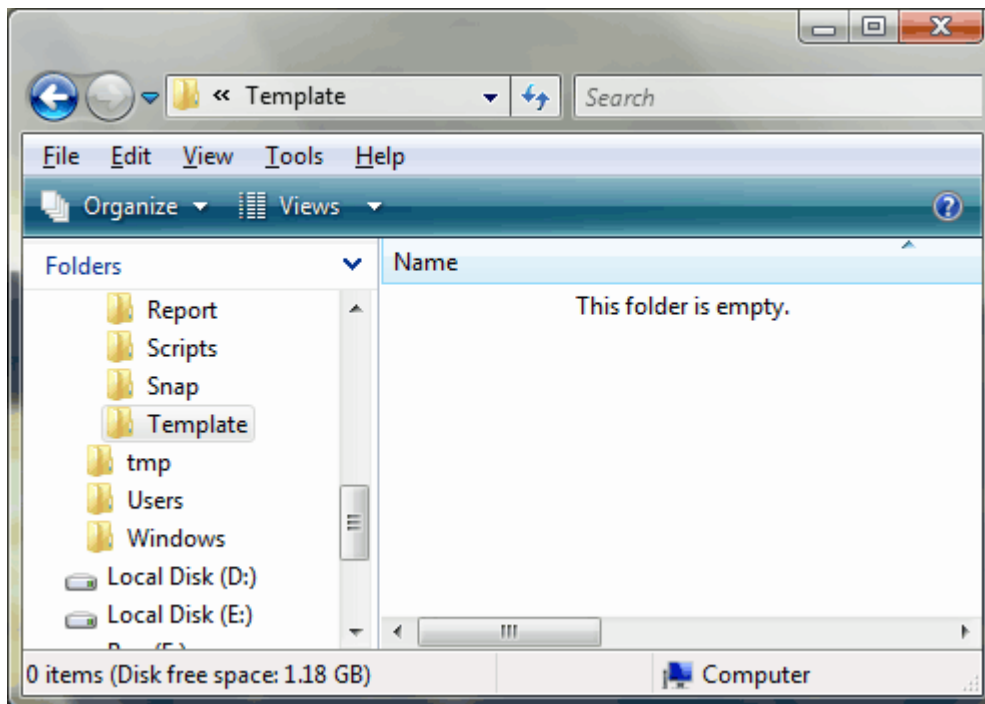 « Template
Search
File Edit View Tools Help
Organize Views
Folders
Name
This folder is empty.
Report
Scripts
Snap
Template
tmp
Users
Windows
Local Disk (D:)
Local Disk (E:)
0 items (Disk free space: 1.18 GB)
Computer